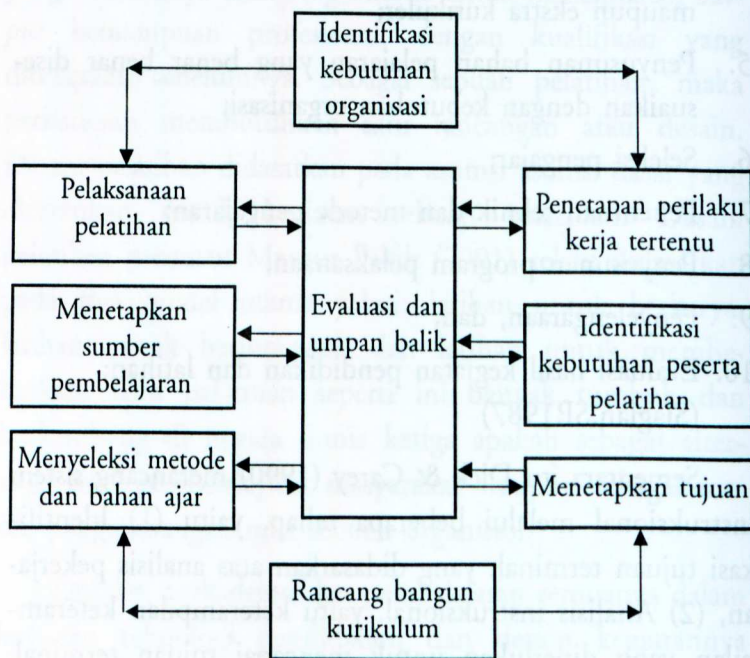 Identifikasi
kebutuhan
organisasi
Pelaksanaan
pelatihan
Penetapan perilaku
kerja tertentu
Evaluasi dan
umpan balik
Menetapkan
sumber
pembelajaran
Identifikasi
kebutuhan peserta
pelatihan
Menyeleksi metode
dan bahan ajar
Menetapkan tujuan
Rancang bangun
kurikulum